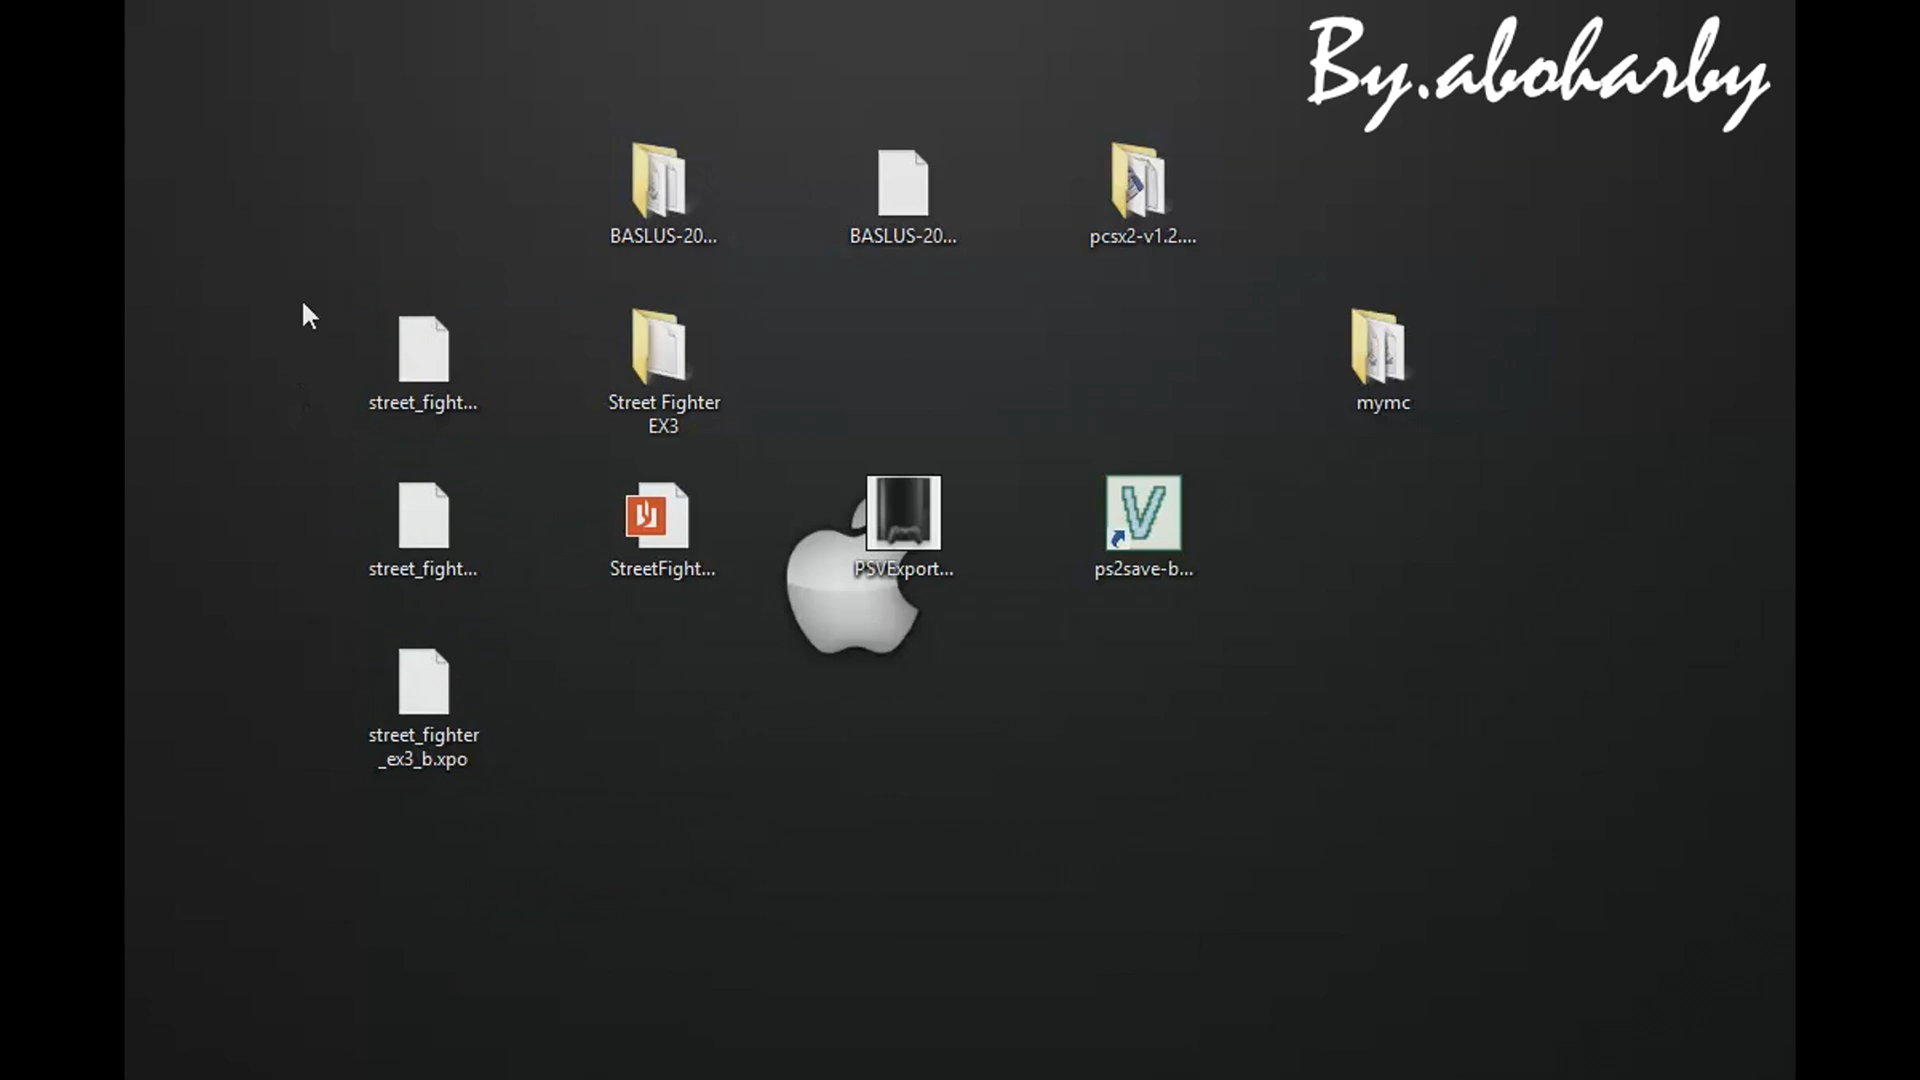 By.aboharby
BASLUS-20...
BASLUS-20...
pcsx2-v1.2....
street_fight...
Street Fighter
EX3
mymc
street_fight...
StreetFight...
PSVExport...
V
ps2save-b...
street_fighter
_ex3_b.xpo